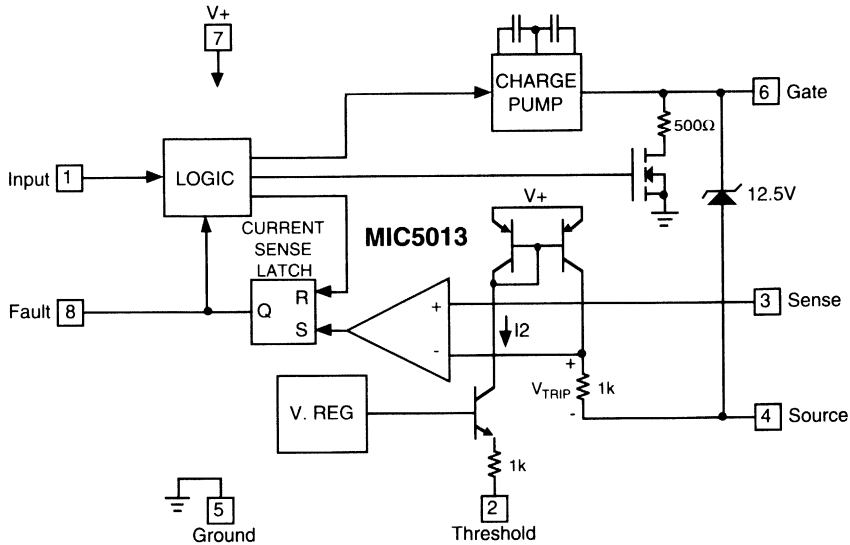 V+
7
CHARGE
PUMP
6 Gate
500Ω
Input 1
LOGIC
12.5V
V+
CURRENT
SENSE
LATCH
MIC5013
R
3 Sense
Fault 8
Q
+
S
I2
-
+
VTRIP 1k
-
4 Source
V. REG
1k
5
Ground
2
Threshold